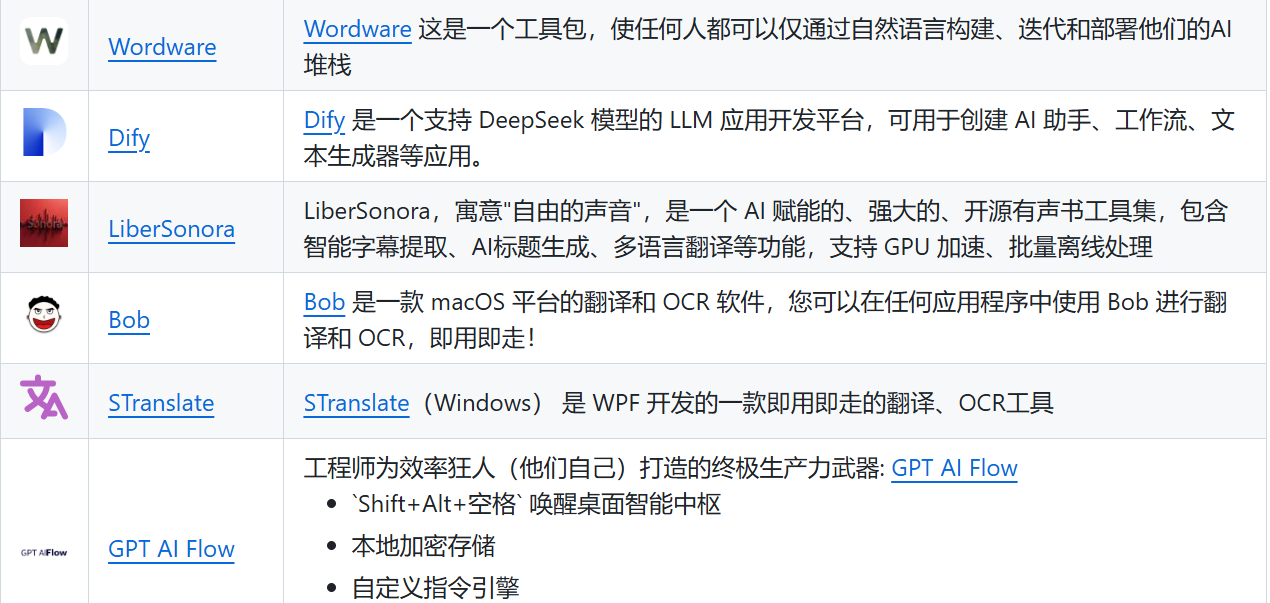 W
Wordware
Wordware 这是一个工具包，使任何人都可以仅通过自然语言构建、迭代和部署他们的AI
堆栈
Dify
Dify 是一个支持 DeepSeek 模型的 LLM 应用开发平台，可用于创建 AI 助手、工作流、文
本生成器等应用。
Sonora
LiberSonora
LiberSonora，寓意"自由的声音"，是一个 AI 赋能的、强大的、开源有声书工具集，包含
智能字幕提取、AI标题生成、多语言翻译等功能，支持 GPU 加速、批量离线处理
Bob
Bob 是一款 macOS 平台的翻译和 OCR 软件，您可以在任何应用程序中使用 Bob 进行翻
译和 OCR，即用即走！
文A
STranslate
STranslate（Windows） 是 WPF 开发的一款即用即走的翻译、OCR工具
GPT AIFlow
GPT AI Flow
工程师为效率狂人（他们自己）打造的终极生产力武器: GPT AI Flow
• `Shift+Alt+空格` 唤醒桌面智能中枢
• 本地加密存储
• 自定义指令引擎